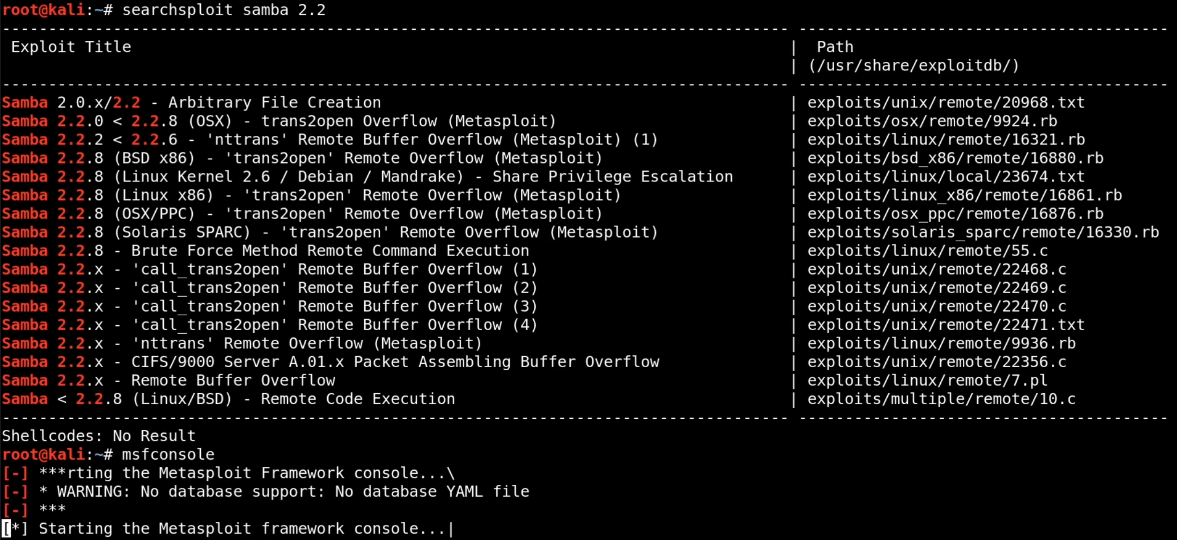 root@kali:~# searchsploit samba 2.2
---------------------------------------------------------------------------------------- ----------------------------------------
 Exploit Title                                                                          |  Path
                                                                                        | (/usr/share/exploitdb/)
---------------------------------------------------------------------------------------- ----------------------------------------
Samba 2.0.x/2.2 - Arbitrary File Creation                                               | exploits/unix/remote/20968.txt
Samba 2.2.0 < 2.2.8 (OSX) - trans2open Overflow (Metasploit)                            | exploits/osx/remote/9924.rb
Samba 2.2.2 < 2.2.6 - 'nttrans' Remote Buffer Overflow (Metasploit) (1)                 | exploits/linux/remote/16321.rb
Samba 2.2.8 (BSD x86) - 'trans2open' Remote Overflow (Metasploit)                       | exploits/bsd_x86/remote/16880.rb
Samba 2.2.8 (Linux Kernel 2.6 / Debian / Mandrake) - Share Privilege Escalation         | exploits/linux/local/23674.txt
Samba 2.2.8 (Linux x86) - 'trans2open' Remote Overflow (Metasploit)                     | exploits/linux_x86/remote/16861.rb
Samba 2.2.8 (OSX/PPC) - 'trans2open' Remote Overflow (Metasploit)                       | exploits/osx_ppc/remote/16876.rb
Samba 2.2.8 (Solaris SPARC) - 'trans2open' Remote Overflow (Metasploit)                 | exploits/solaris_sparc/remote/16330.rb
Samba 2.2.8 - Brute Force Method Remote Command Execution                               | exploits/linux/remote/55.c
Samba 2.2.x - 'call_trans2open' Remote Buffer Overflow (1)                              | exploits/unix/remote/22468.c
Samba 2.2.x - 'call_trans2open' Remote Buffer Overflow (2)                              | exploits/unix/remote/22469.c
Samba 2.2.x - 'call_trans2open' Remote Buffer Overflow (3)                              | exploits/unix/remote/22470.c
Samba 2.2.x - 'call_trans2open' Remote Buffer Overflow (4)                              | exploits/unix/remote/22471.txt
Samba 2.2.x - 'nttrans' Remote Overflow (Metasploit)                                    | exploits/linux/remote/9936.rb
Samba 2.2.x - CIFS/9000 Server A.01.x Packet Assembling Buffer Overflow                 | exploits/unix/remote/22356.c
Samba 2.2.x - Remote Buffer Overflow                                                    | exploits/linux/remote/7.pl
Samba < 2.2.8 (Linux/BSD) - Remote Code Execution                                       | exploits/multiple/remote/10.c
---------------------------------------------------------------------------------------- ----------------------------------------
Shellcodes: No Result
root@kali:~# msfconsole
[-] ***rting the Metasploit Framework console...\
[-] * WARNING: No database support: No database YAML file
[-] ***
[*] Starting the Metasploit framework console...|